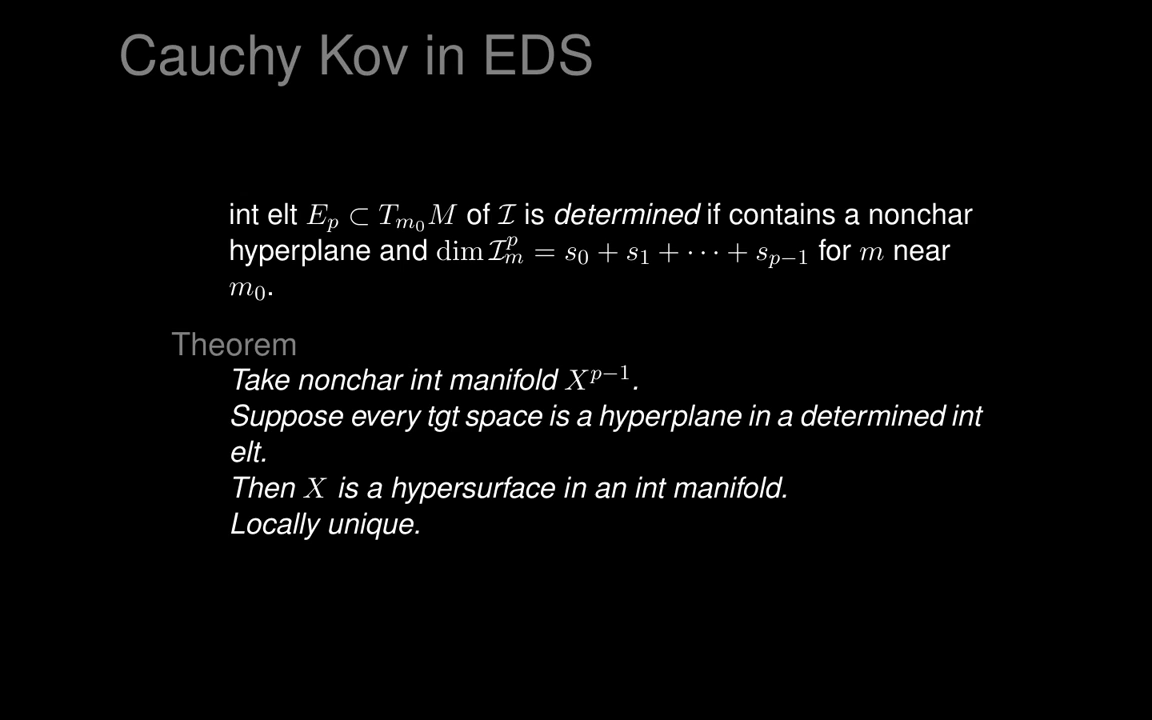 Cauchy Kov in EDS
int elt $E_p \subset T_{m_0} M$ of $\mathcal{I}$ is determined if contains a nonchar
hyperplane and $\dim \mathcal{I}_m^p = s_0 + s_1 + \cdots + s_{p-1}$ for $m$ near
$m_0$.
Theorem
Take nonchar int manifold $X^{p-1}$.
Suppose every tgt space is a hyperplane in a determined int
elt.
Then $X$ is a hypersurface in an int manifold.
Locally unique.